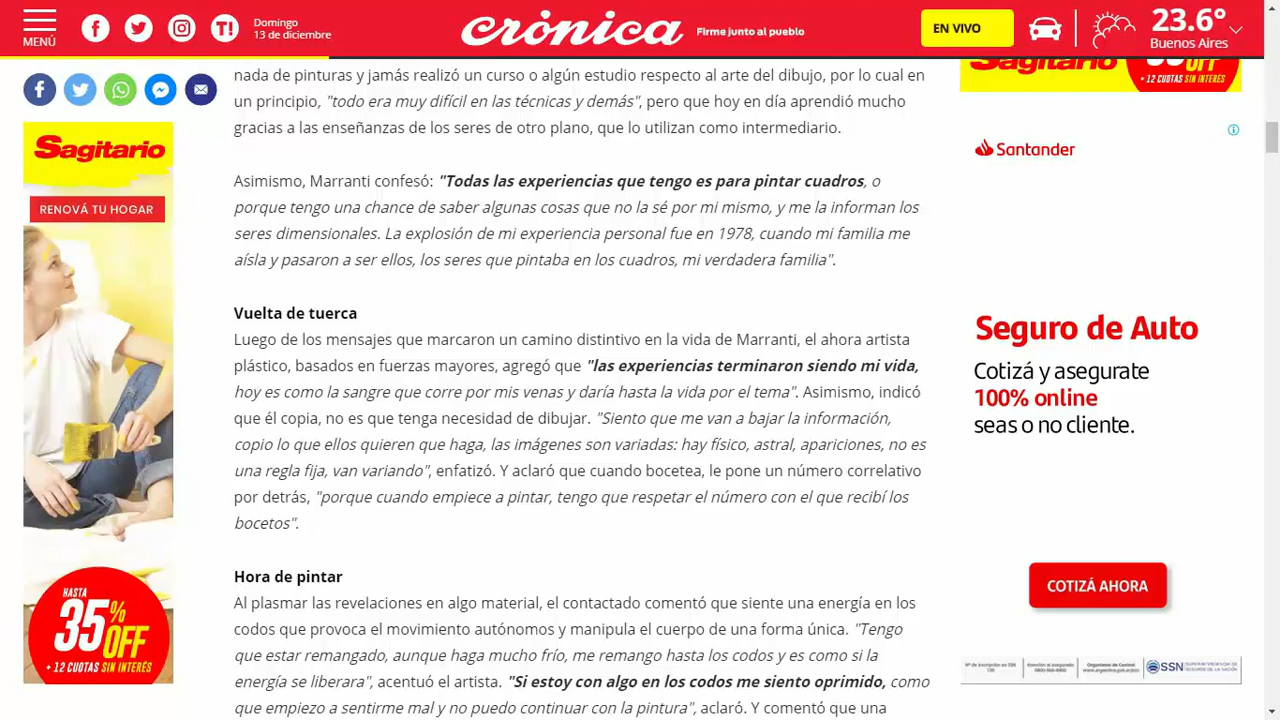 MENÚ
Domingo
13 de diciembre
crónica
Firme junto al pueblo
EN VIVO
23.6°
Buenos Aires
Sagitario
RENOVÁ TU HOGAR
HASTA
35% OFF
+ 12 CUOTAS SIN INTERÉS
nada de pinturas y jamás realizó un curso o algún estudio respecto al arte del dibujo, por lo cual en
un principio, "todo era muy difícil en las técnicas y demás", pero que hoy en día aprendió mucho
gracias a las enseñanzas de los seres de otro plano, que lo utilizan como intermediario.
Asimismo, Marranti confesó: "Todas las experiencias que tengo es para pintar cuadros, o
porque tengo una chance de saber algunas cosas que no la sé por mi mismo, y me la informan los
seres dimensionales. La explosión de mi experiencia personal fue en 1978, cuando mi familia me
aísla y pasaron a ser ellos, los seres que pintaba en los cuadros, mi verdadera familia".
Vuelta de tuerca
Luego de los mensajes que marcaron un camino distintivo en la vida de Marranti, el ahora artista
plástico, basados en fuerzas mayores, agregó que "las experiencias terminaron siendo mi vida,
hoy es como la sangre que corre por mis venas y daría hasta la vida por el tema". Asimismo, indicó
que él copia, no es que tenga necesidad de dibujar. "Siento que me van a bajar la información,
copio lo que ellos quieren que haga, las imágenes son variadas: hay físico, astral, apariciones, no es
una regla fija, van variando", enfatizó. Y aclaró que cuando bocetea, le pone un número correlativo
por detrás, "porque cuando empiece a pintar, tengo que respetar el número con el que recibí los
bocetos".
Hora de pintar
Al plasmar las revelaciones en algo material, el contactado comentó que siente una energía en los
codos que provoca el movimiento autónomos y manipula el cuerpo de una forma única. "Tengo
que estar remangado, aunque haga mucho frío, me remango hasta los codos y es como si la
artista. "Si estoy con algo en los codos me siento oprimido, como
que empiezo a sentirme mal y no puedo continuar con la pintura", aclaró. Y comentó que una
Sagitario
OFF
+ 12 CUOTAS SIN INTERÉS
Santander
Seguro de Auto
Cotizá y asegurate
100% online
seas o no cliente.
COTIZÁ AHORA
SSN